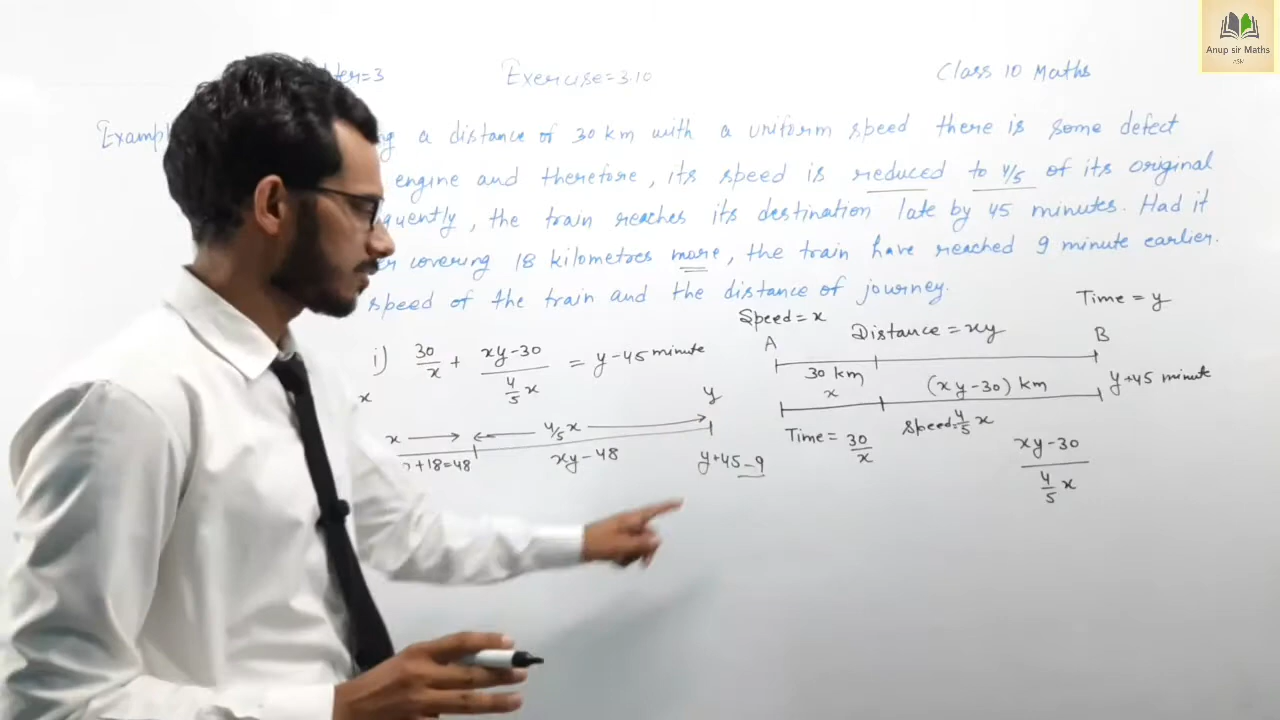 Anup sir Maths
ter=3 Exercise=3.10 Class 10 Maths
Exampl g a distance of 30 km with a uniform speed there is some defect
engine and therefore, its speed is reduced to 4/5 of its original
quently, the train reaches its destination late by 45 minutes. Had it
er covering 18 kilometres more, the train have reached 9 minute earlier.
speed of the train and the distance of journey.
Time = y
Speed = x
Distance = xy
A B
i) 30/x + (xy-30)/(4/5 x) = y-45 minute
30 km
x
(xy-30) km
y+45 minute
x
y
Time = 30/x
Speed=4/5 x
x 4/5 x
+18=48 xy-48 y+45-9
(xy-30)/(4/5 x)